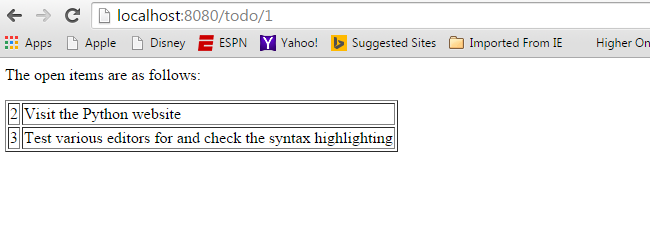 localhost:8080/todo/1
Apps Apple Disney ESPN Yahoo! Suggested Sites Imported From IE Higher On
The open items are as follows:
2 Visit the Python website
3 Test various editors for and check the syntax highlighting